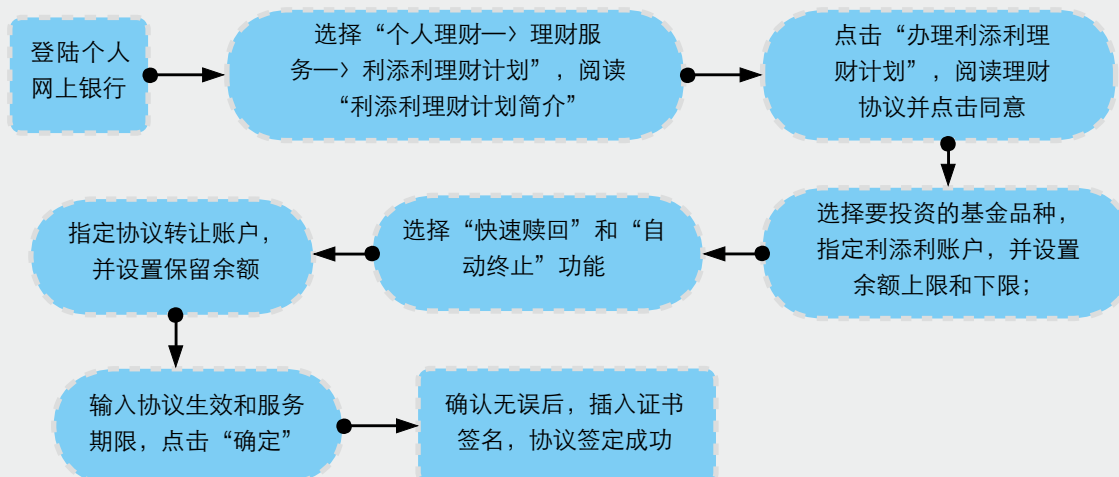 登陆个人
网上银行
选择“个人理财—〉理财服
务—〉利添利理财计划”，阅读
“利添利理财计划简介”
点击“办理利添利理
财计划”，阅读理财
协议并点击同意
选择要投资的基金品种，
指定利添利账户，并设置
余额上限和下限；
选择“快速赎回”和“自
动终止”功能
指定协议转让账户，
并设置保留余额
输入协议生效和服务
期限，点击“确定”
确认无误后，插入证书
签名，协议签定成功